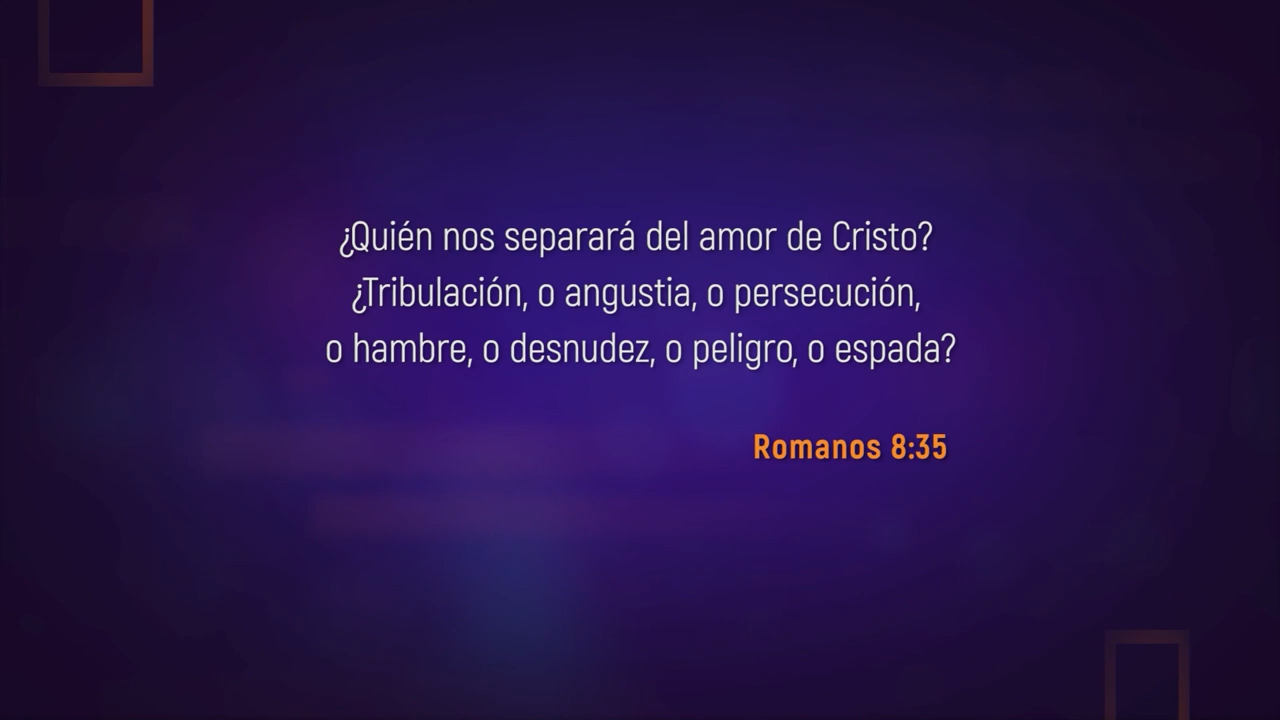 ¿Quién nos separará del amor de Cristo?
¿Tribulación, o angustia, o persecución,
o hambre, o desnudez, o peligro, o espada?
Romanos 8:35